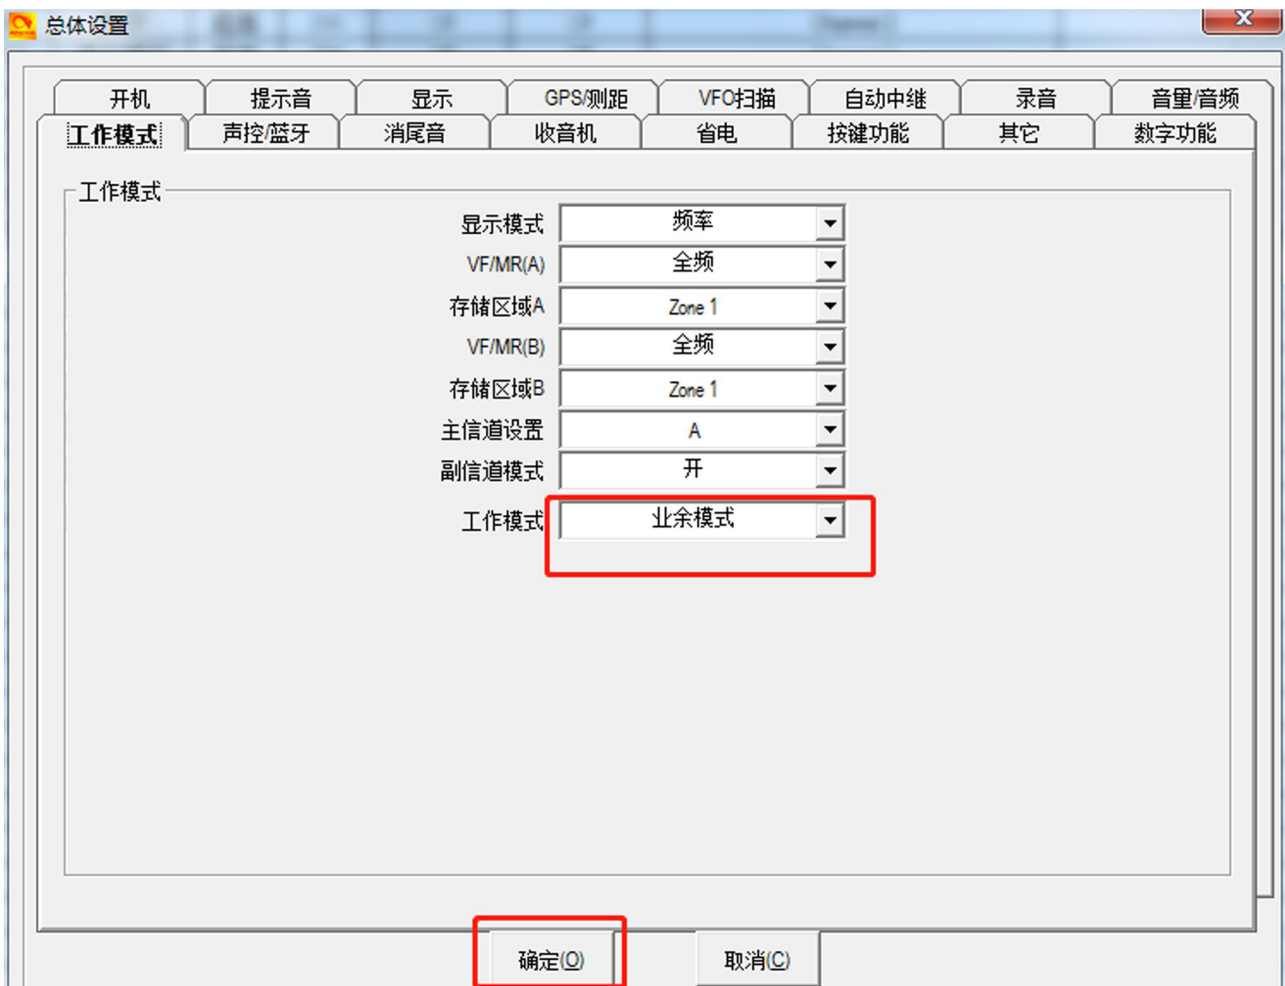 总体设置
开机 提示音 显示 GPS/测距 VFO扫描 自动中继 录音 音里/音频
工作模式 声控/蓝牙 消尾音 收音机 省电 按键功能 其它 数字功能
工作模式
显示模式 频率
VF/MR(A) 全频
存储区域A Zone 1
VF/MR(B) 全频
存储区域B Zone 1
主信道设置 A
副信道模式 开
工作模式 业余模式
确定(O) 取消(C)